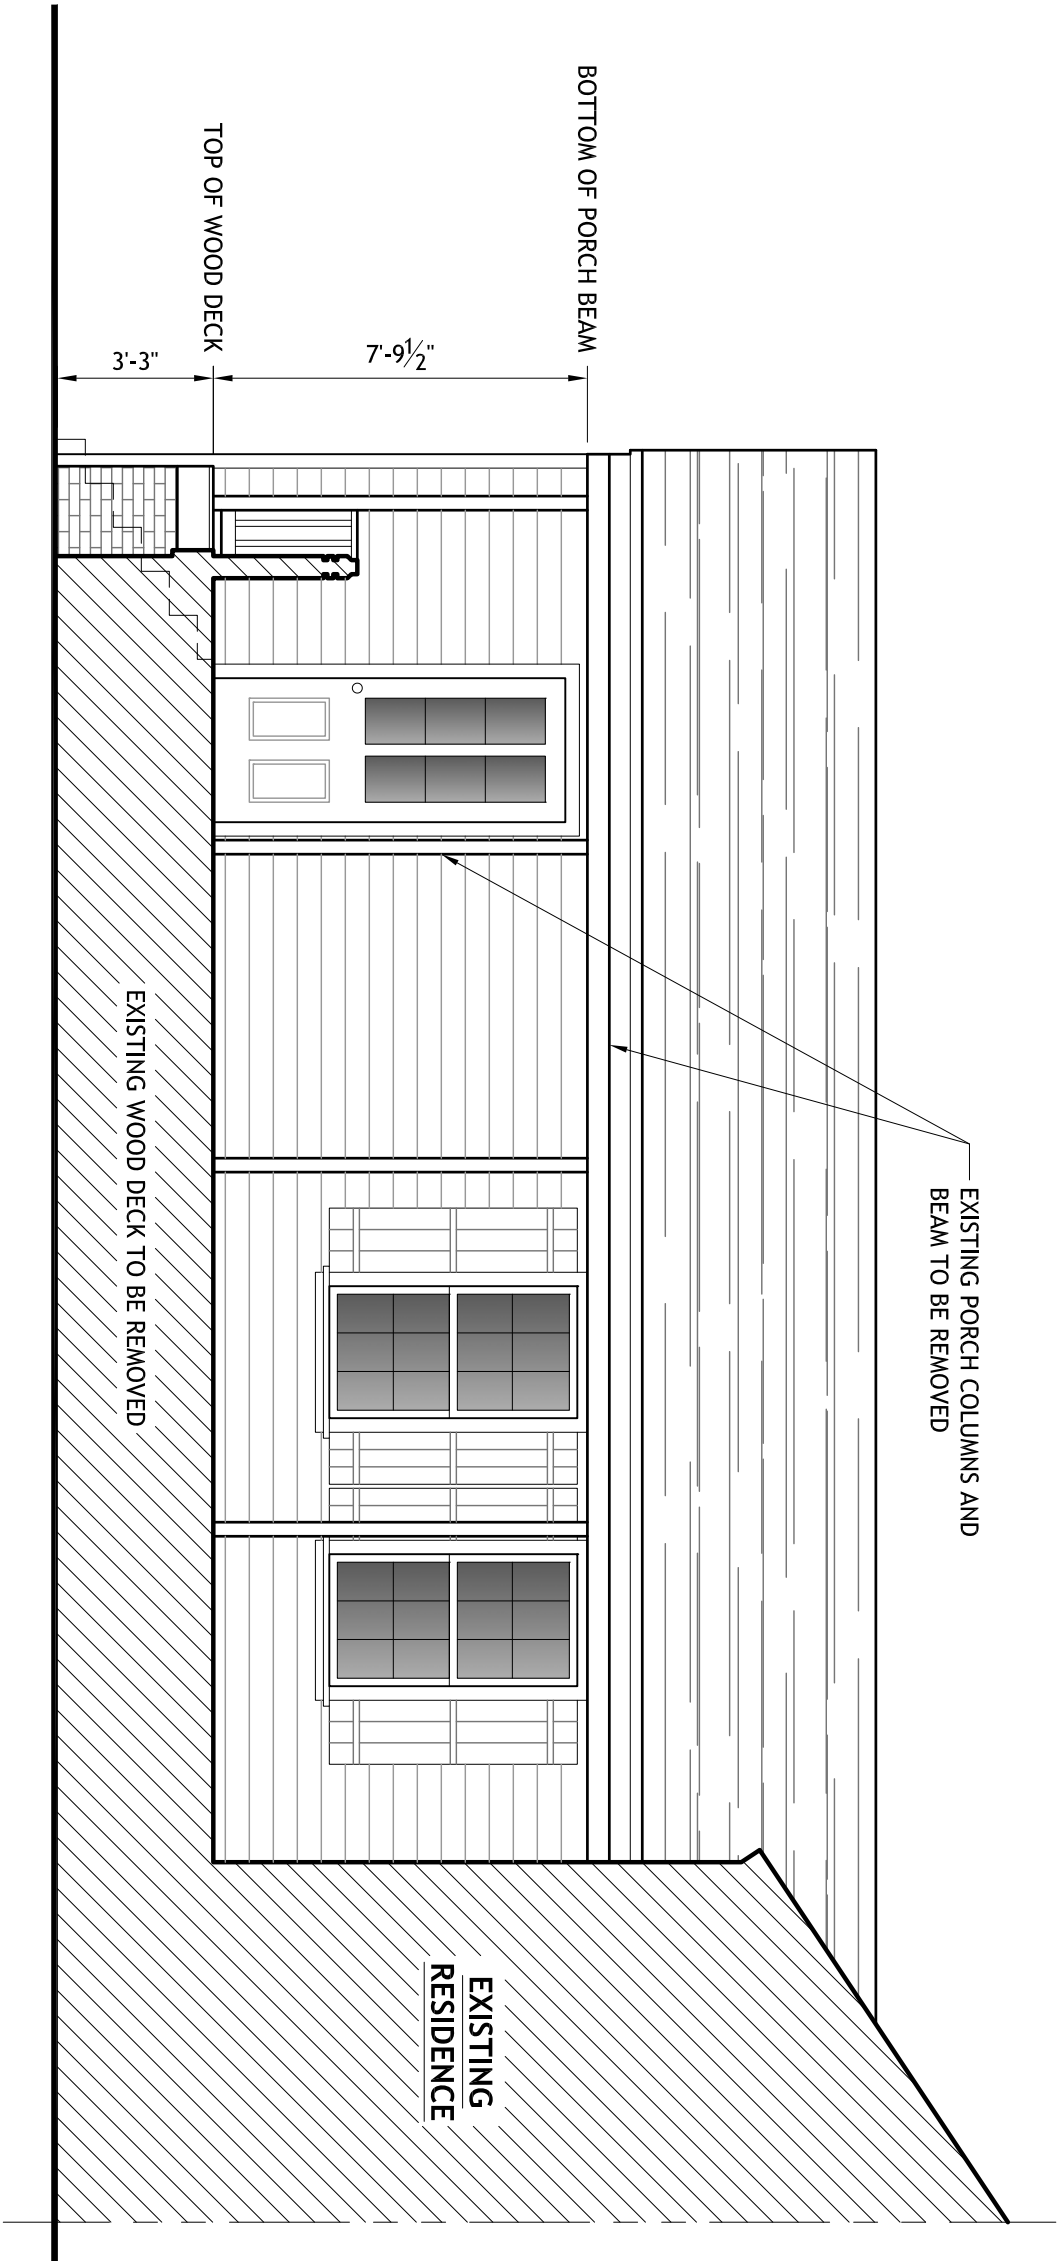 EXISTING PORCH COLUMNS AND
BEAM TO BE REMOVED
BOTTOM OF PORCH BEAM
7'-9½"
TOP OF WOOD DECK
3'-3"
EXISTING
RESIDENCE
EXISTING WOOD DECK TO BE REMOVED